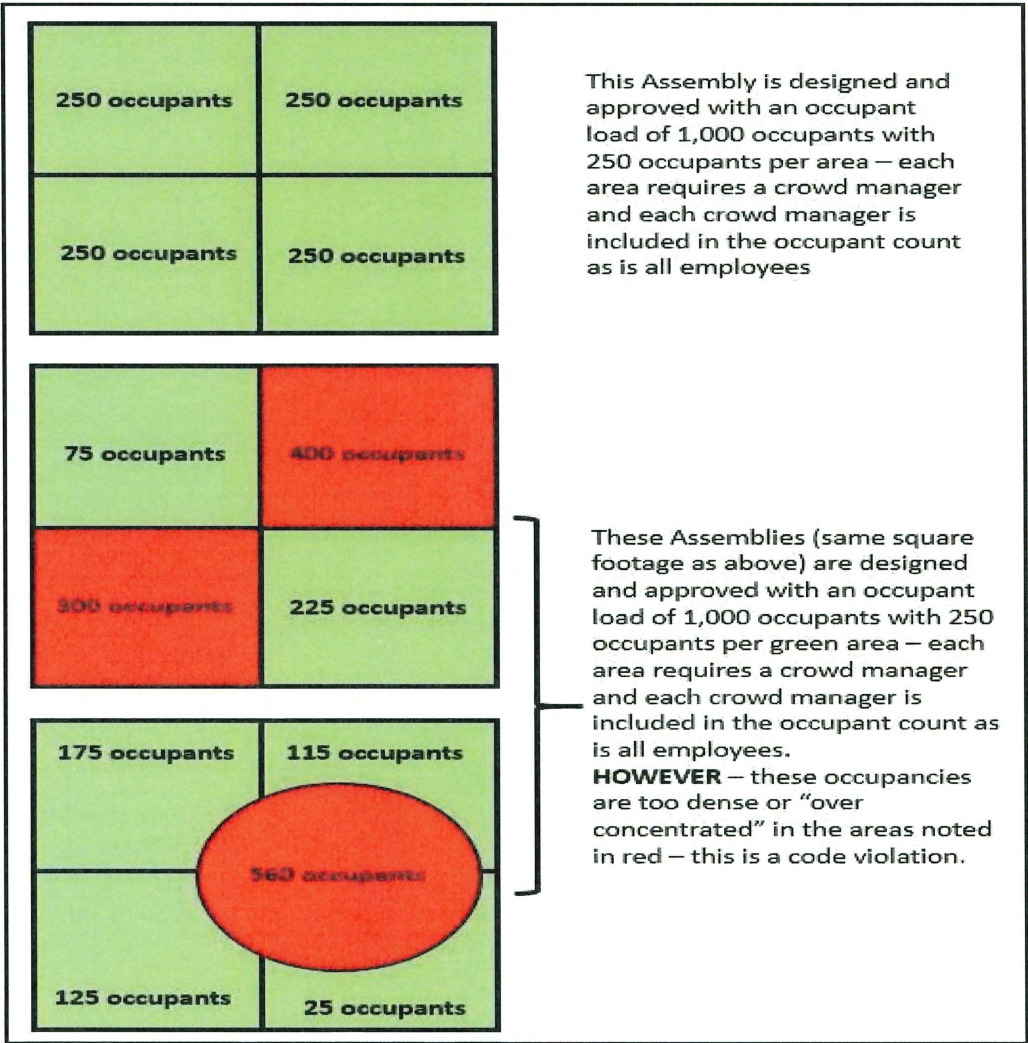 250 occupants
250 occupants
250 occupants
250 occupants
This Assembly is designed and
approved with an occupant
load of 1,000 occupants with
250 occupants per area – each
area requires a crowd manager
and each crowd manager is
included in the occupant count
as is all employees
75 occupants
400 occupants
300 occupants
225 occupants
175 occupants
115 occupants
560 occupants
125 occupants
25 occupants
These Assemblies (same square
footage as above) are designed
and approved with an occupant
load of 1,000 occupants with 250
occupants per green area – each
area requires a crowd manager
and each crowd manager is
included in the occupant count as
is all employees.
HOWEVER – these occupancies
are too dense or “over
concentrated” in the areas noted
in red – this is a code violation.